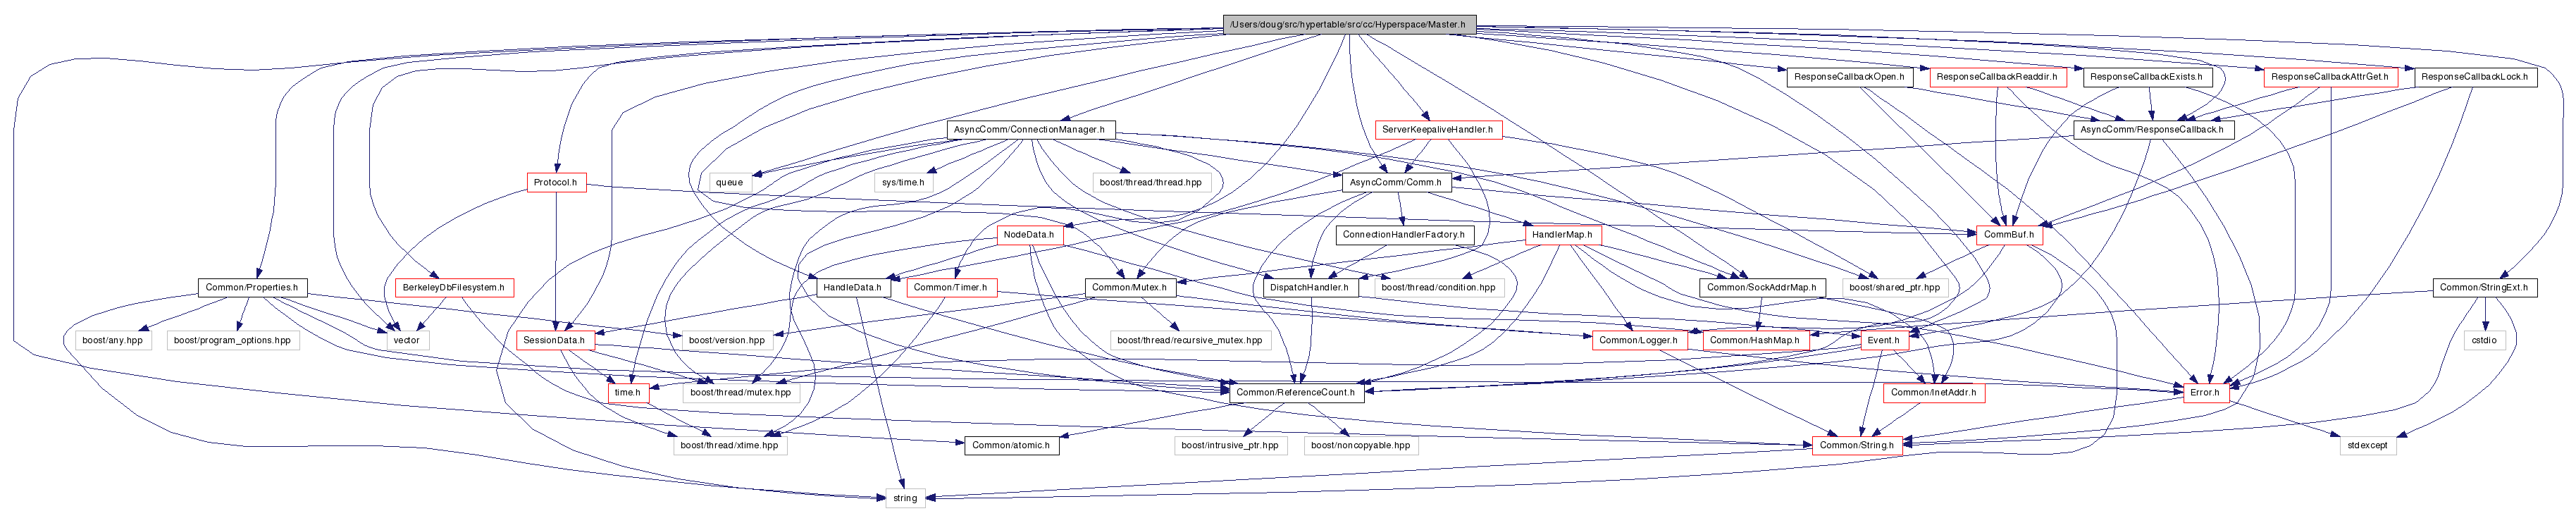 /Users/doug/src/hypertable/src/cc/Hyperspace/Master.h
ResponseCallbackOpen.h
ResponseCallbackReaddir.h
ResponseCallbackExists.h
ResponseCallbackAttrGet.h
ResponseCallbackLock.h
AsyncComm/ConnectionManager.h
ServerKeepaliveHandler.h
AsyncComm/ResponseCallback.h
Protocol.h
queue
sys/time.h
boost/thread/thread.hpp
AsyncComm/Comm.h
NodeData.h
ConnectionHandlerFactory.h
HandlerMap.h
CommBuf.h
Common/Properties.h
BerkeleyDbFilesystem.h
HandleData.h
Common/Timer.h
Common/Mutex.h
DispatchHandler.h
boost/thread/condition.hpp
Common/SockAddrMap.h
boost/shared_ptr.hpp
Common/StringExt.h
boost/any.hpp
boost/program_options.hpp
vector
SessionData.h
boost/version.hpp
boost/thread/recursive_mutex.hpp
Common/Logger.h
Common/HashMap.h
Event.h
cstdio
time.h
boost/thread/mutex.hpp
Common/ReferenceCount.h
Common/InetAddr.h
Error.h
boost/thread/xtime.hpp
Common/atomic.h
boost/intrusive_ptr.hpp
boost/noncopyable.hpp
Common/String.h
stdexcept
string